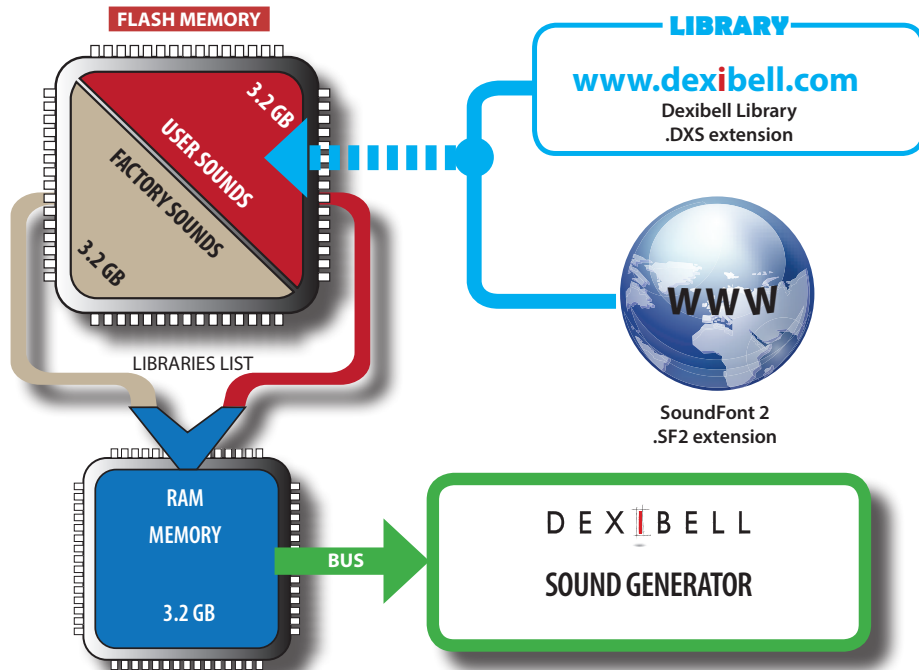 FLASH MEMORY
3.2 GB
USER SOUNDS
FACTORY SOUNDS
3.2 GB
LIBRARY
www.dexibell.com
Dexibell Library
.DXS extension
WWW
SoundFont 2
.SF2 extension
LIBRARIES LIST
RAM
MEMORY
3.2 GB
BUS
DEXIBELL
SOUND GENERATOR